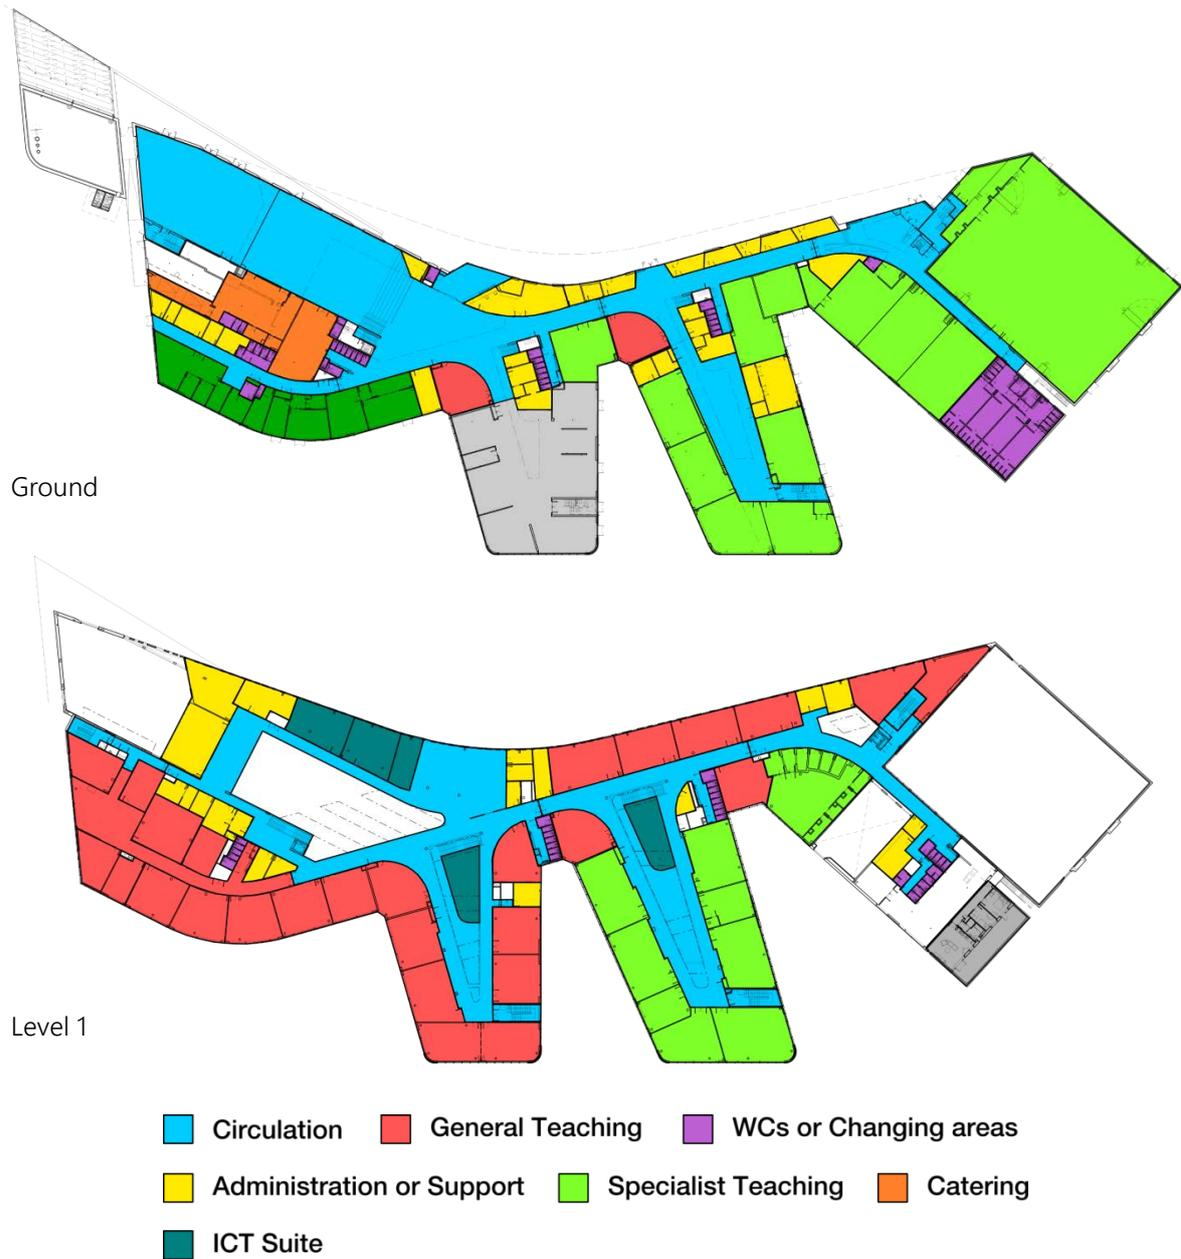 Ground
Level 1
Circulation General Teaching WCs or Changing areas
Administration or Support Specialist Teaching Catering
ICT Suite